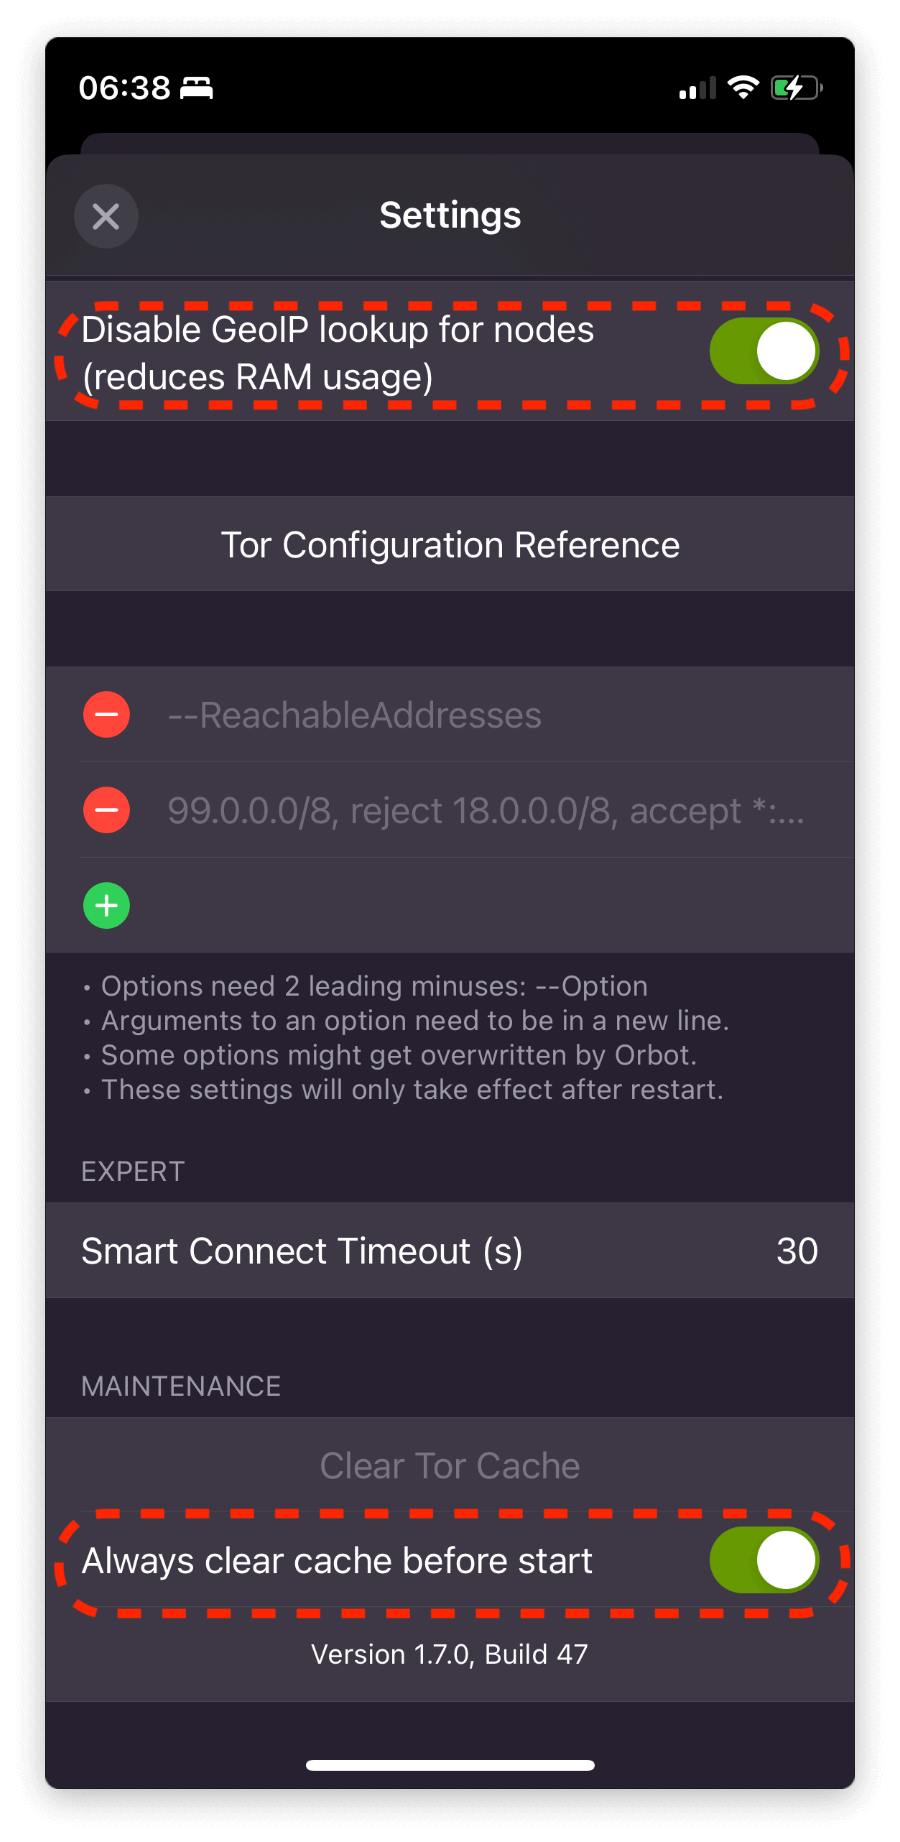 06:38
Settings
Disable GeoIP lookup for nodes
(reduces RAM usage)
Tor Configuration Reference
--ReachableAddresses
99.0.0.0/8, reject 18.0.0.0/8, accept *:...
• Options need 2 leading minuses: --Option
• Arguments to an option need to be in a new line.
• Some options might get overwritten by Orbot.
• These settings will only take effect after restart.
EXPERT
Smart Connect Timeout (s) 30
MAINTENANCE
Clear Tor Cache
Always clear cache before start
Version 1.7.0, Build 47